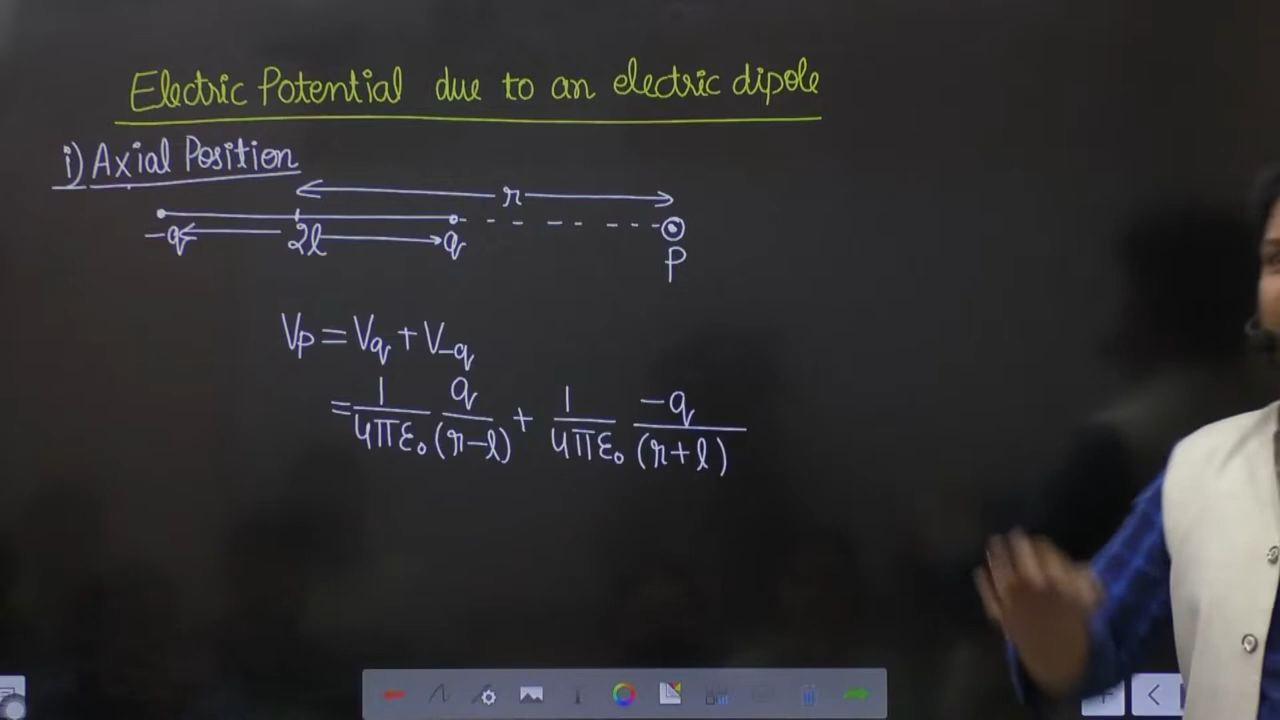 Electric Potential due to an electric dipole
i) Axial Position
r
-q 2l q
P
Vp = Vq + V-q
= 1/4πε₀ q/(r-l) + 1/4πε₀ -q/(r+l)